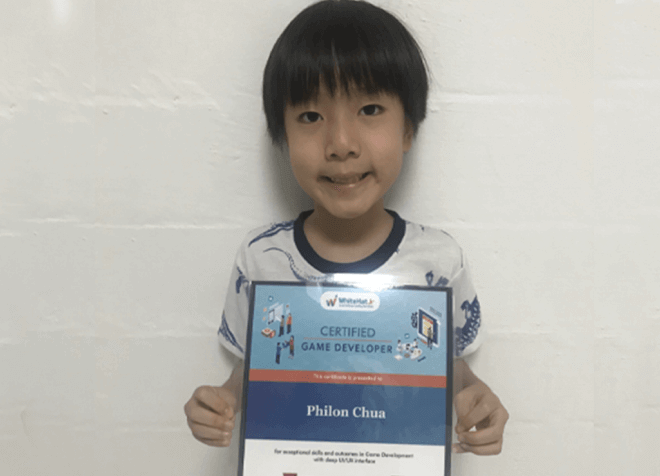 WhiteHat Jr
CERTIFIED
GAME DEVELOPER
This certificate is presented to
Philon Chua
for exceptional skills and outcomes in Game Development
with deep UI/UX interface